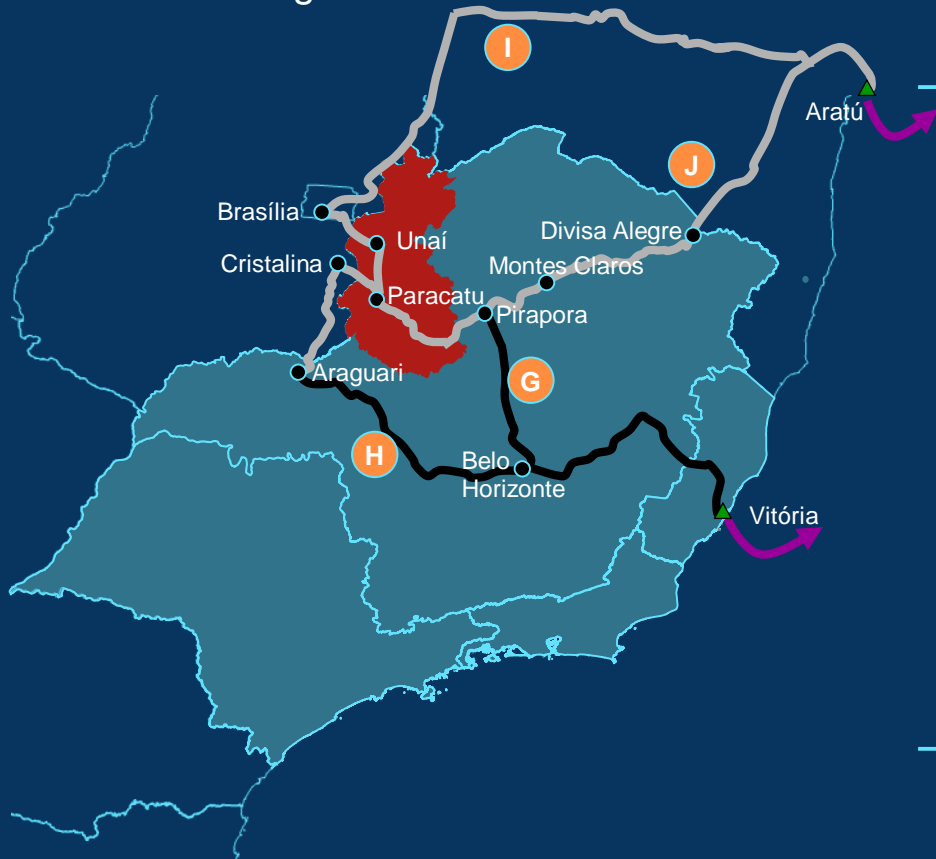 I
Aratú
J
Brasília
Unaí
Divisa Alegre
Cristalina
Montes Claros
Paracatu
Pirapora
Araguari
G
H
Belo
Horizonte
Vitória